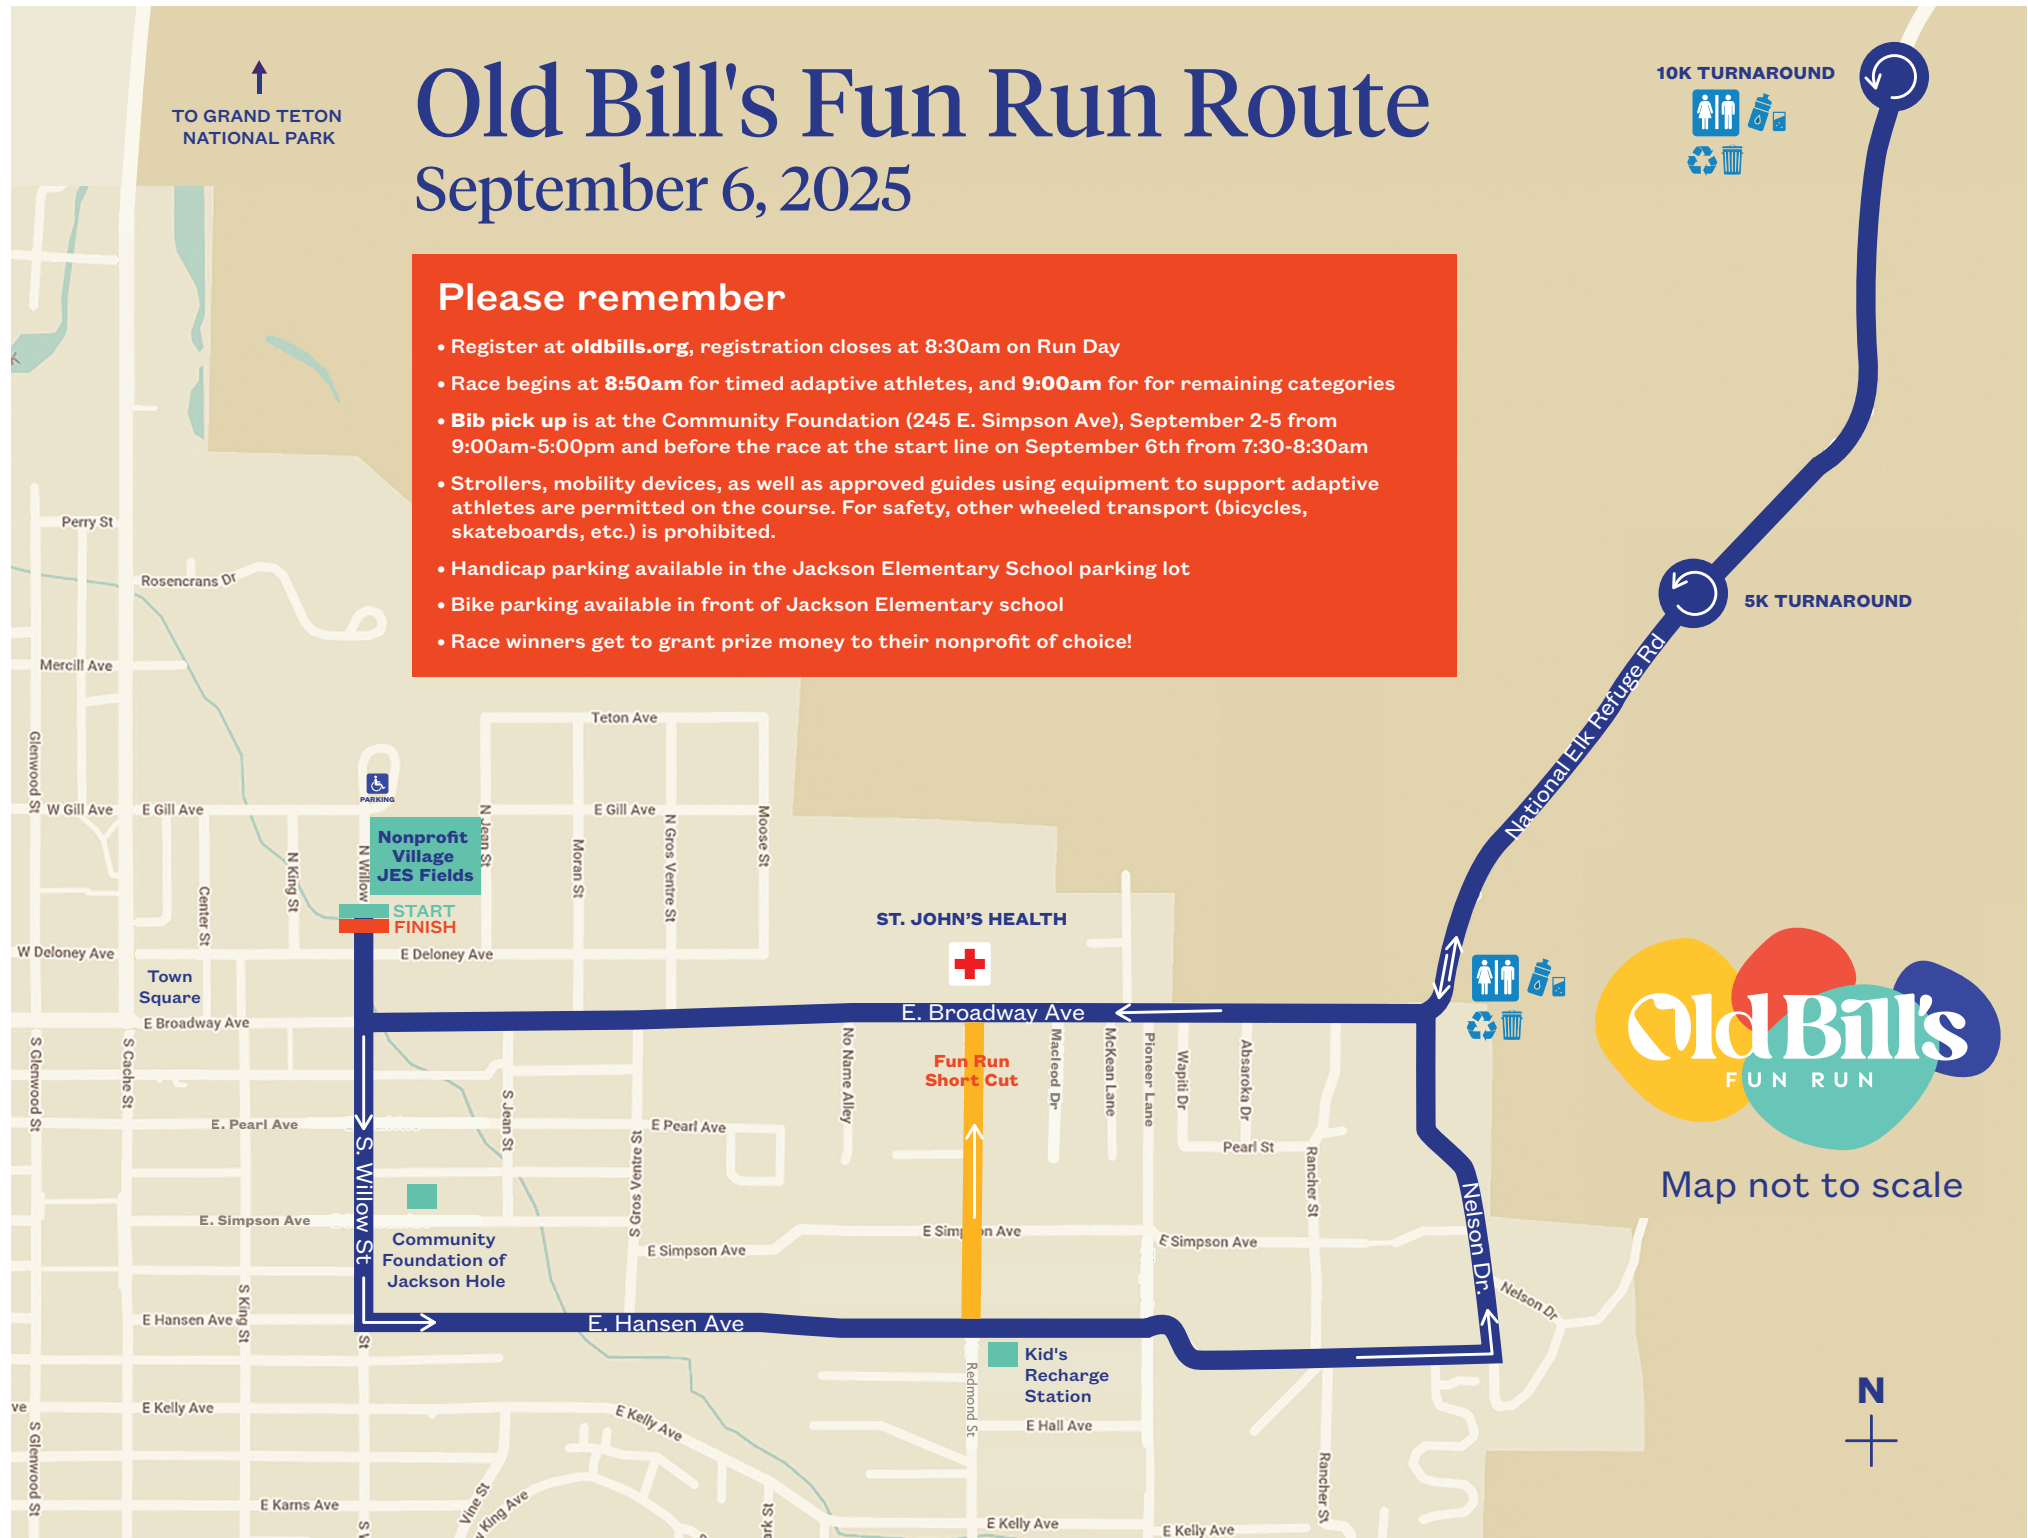 TO GRAND TETON
NATIONAL PARK
Old Bill's Fun Run Route
September 6, 2025
10K TURNAROUND
Please remember
• Register at oldbills.org, registration closes at 8:30am on Run Day
• Race begins at 8:50am for timed adaptive athletes, and 9:00am for for remaining categories
• Bib pick up is at the Community Foundation (245 E. Simpson Ave), September 2-5 from
9:00am-5:00pm and before the race at the start line on September 6th from 7:30-8:30am
• Strollers, mobility devices, as well as approved guides using equipment to support adaptive
athletes are permitted on the course. For safety, other wheeled transport (bicycles,
skateboards, etc.) is prohibited.
• Handicap parking available in the Jackson Elementary School parking lot
• Bike parking available in front of Jackson Elementary school
• Race winners get to grant prize money to their nonprofit of choice!
5K TURNAROUND
National Elk Refuge Rd
Perry St
Rosencrans Dr
Mercill Ave
Teton Ave
Glenwood St
W Gill Ave
E Gill Ave
PARKING
E Gill Ave
N Jean St
Moran St
N Gros Ventre St
Moose St
Nonprofit
Village
JES Fields
N Willow
N King St
Center St
START
FINISH
W Deloney Ave
E Deloney Ave
Town
Square
E Broadway Ave
ST. JOHN'S HEALTH
E. Broadway Ave
Old Bill's
FUN RUN
Map not to scale
S Glenwood St
S Cache St
S Jean St
No Name Alley
Fun Run
Short Cut
Macleod Dr
McKean Lane
Pioneer Lane
Wapiti Dr
Absaroka Dr
E. Pearl Ave
E Pearl Ave
Pearl St
S. Willow St
S Gros Ventre St
Rancher St
Nelson Dr.
E. Simpson Ave
E Simpson Ave
E Simpson Ave
E Simpson Ave
Community
Foundation of
Jackson Hole
S King St
Nelson Dr
E Hansen Ave
E. Hansen Ave
St
Kid's
Recharge
Station
Redmond St
N
ve
E Kelly Ave
E Kelly Ave
E Hall Ave
S Glenwood St
Rancher St
E Karns Ave
Vine St
King Ave
E Kelly Ave
E Kelly Ave